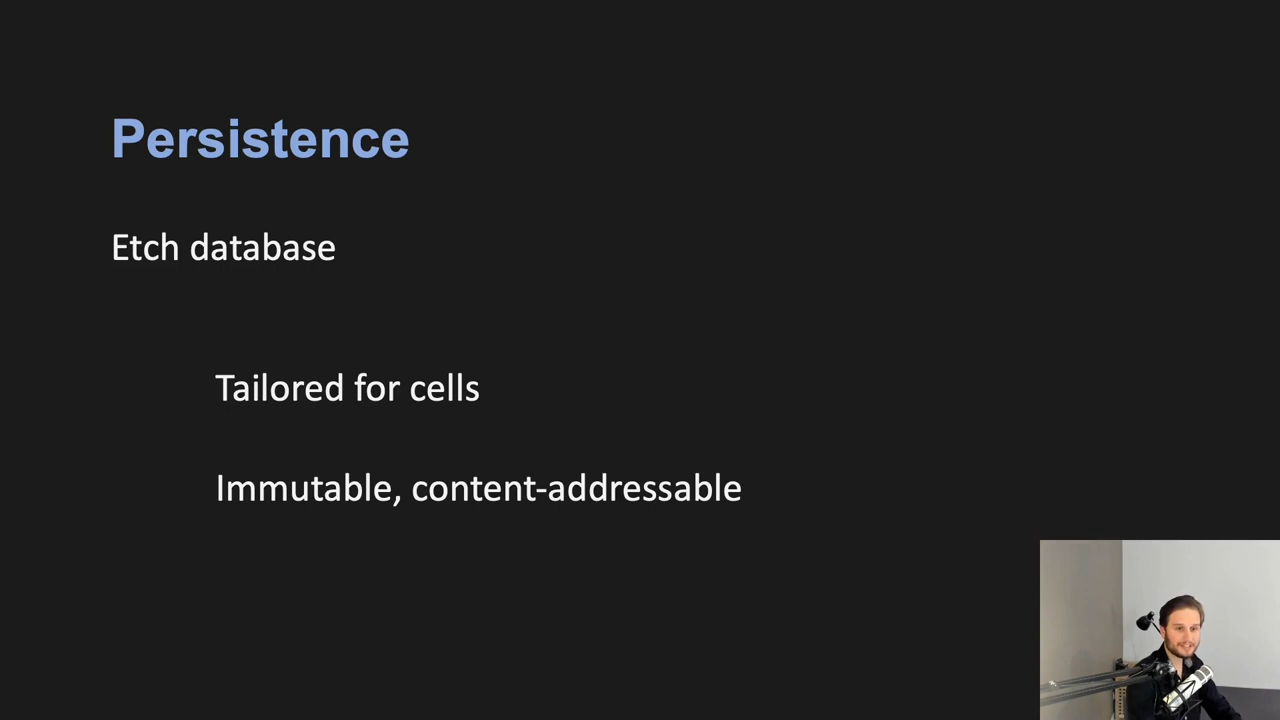 Persistence
Etch database
Tailored for cells
Immutable, content-addressable